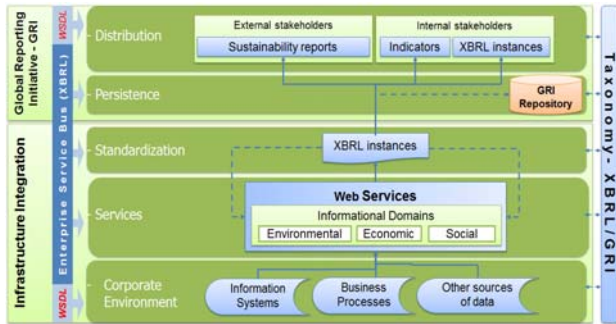 Global Reporting
Initiative - GRI
Infrastructure Integration
WSDL
Enterprise Service Bus (XBRL)
WSDL
Distribution
External stakeholders
Sustainability reports
Internal stakeholders
Indicators
XBRL instances
Persistence
GRI
Repository
Standardization
XBRL instances
Services
Web Services
Informational Domains
Environmental
Economic
Social
Corporate
Environment
Information
Systems
Business
Processes
Other sources
of data
Taxomomy- XBRL/GRI